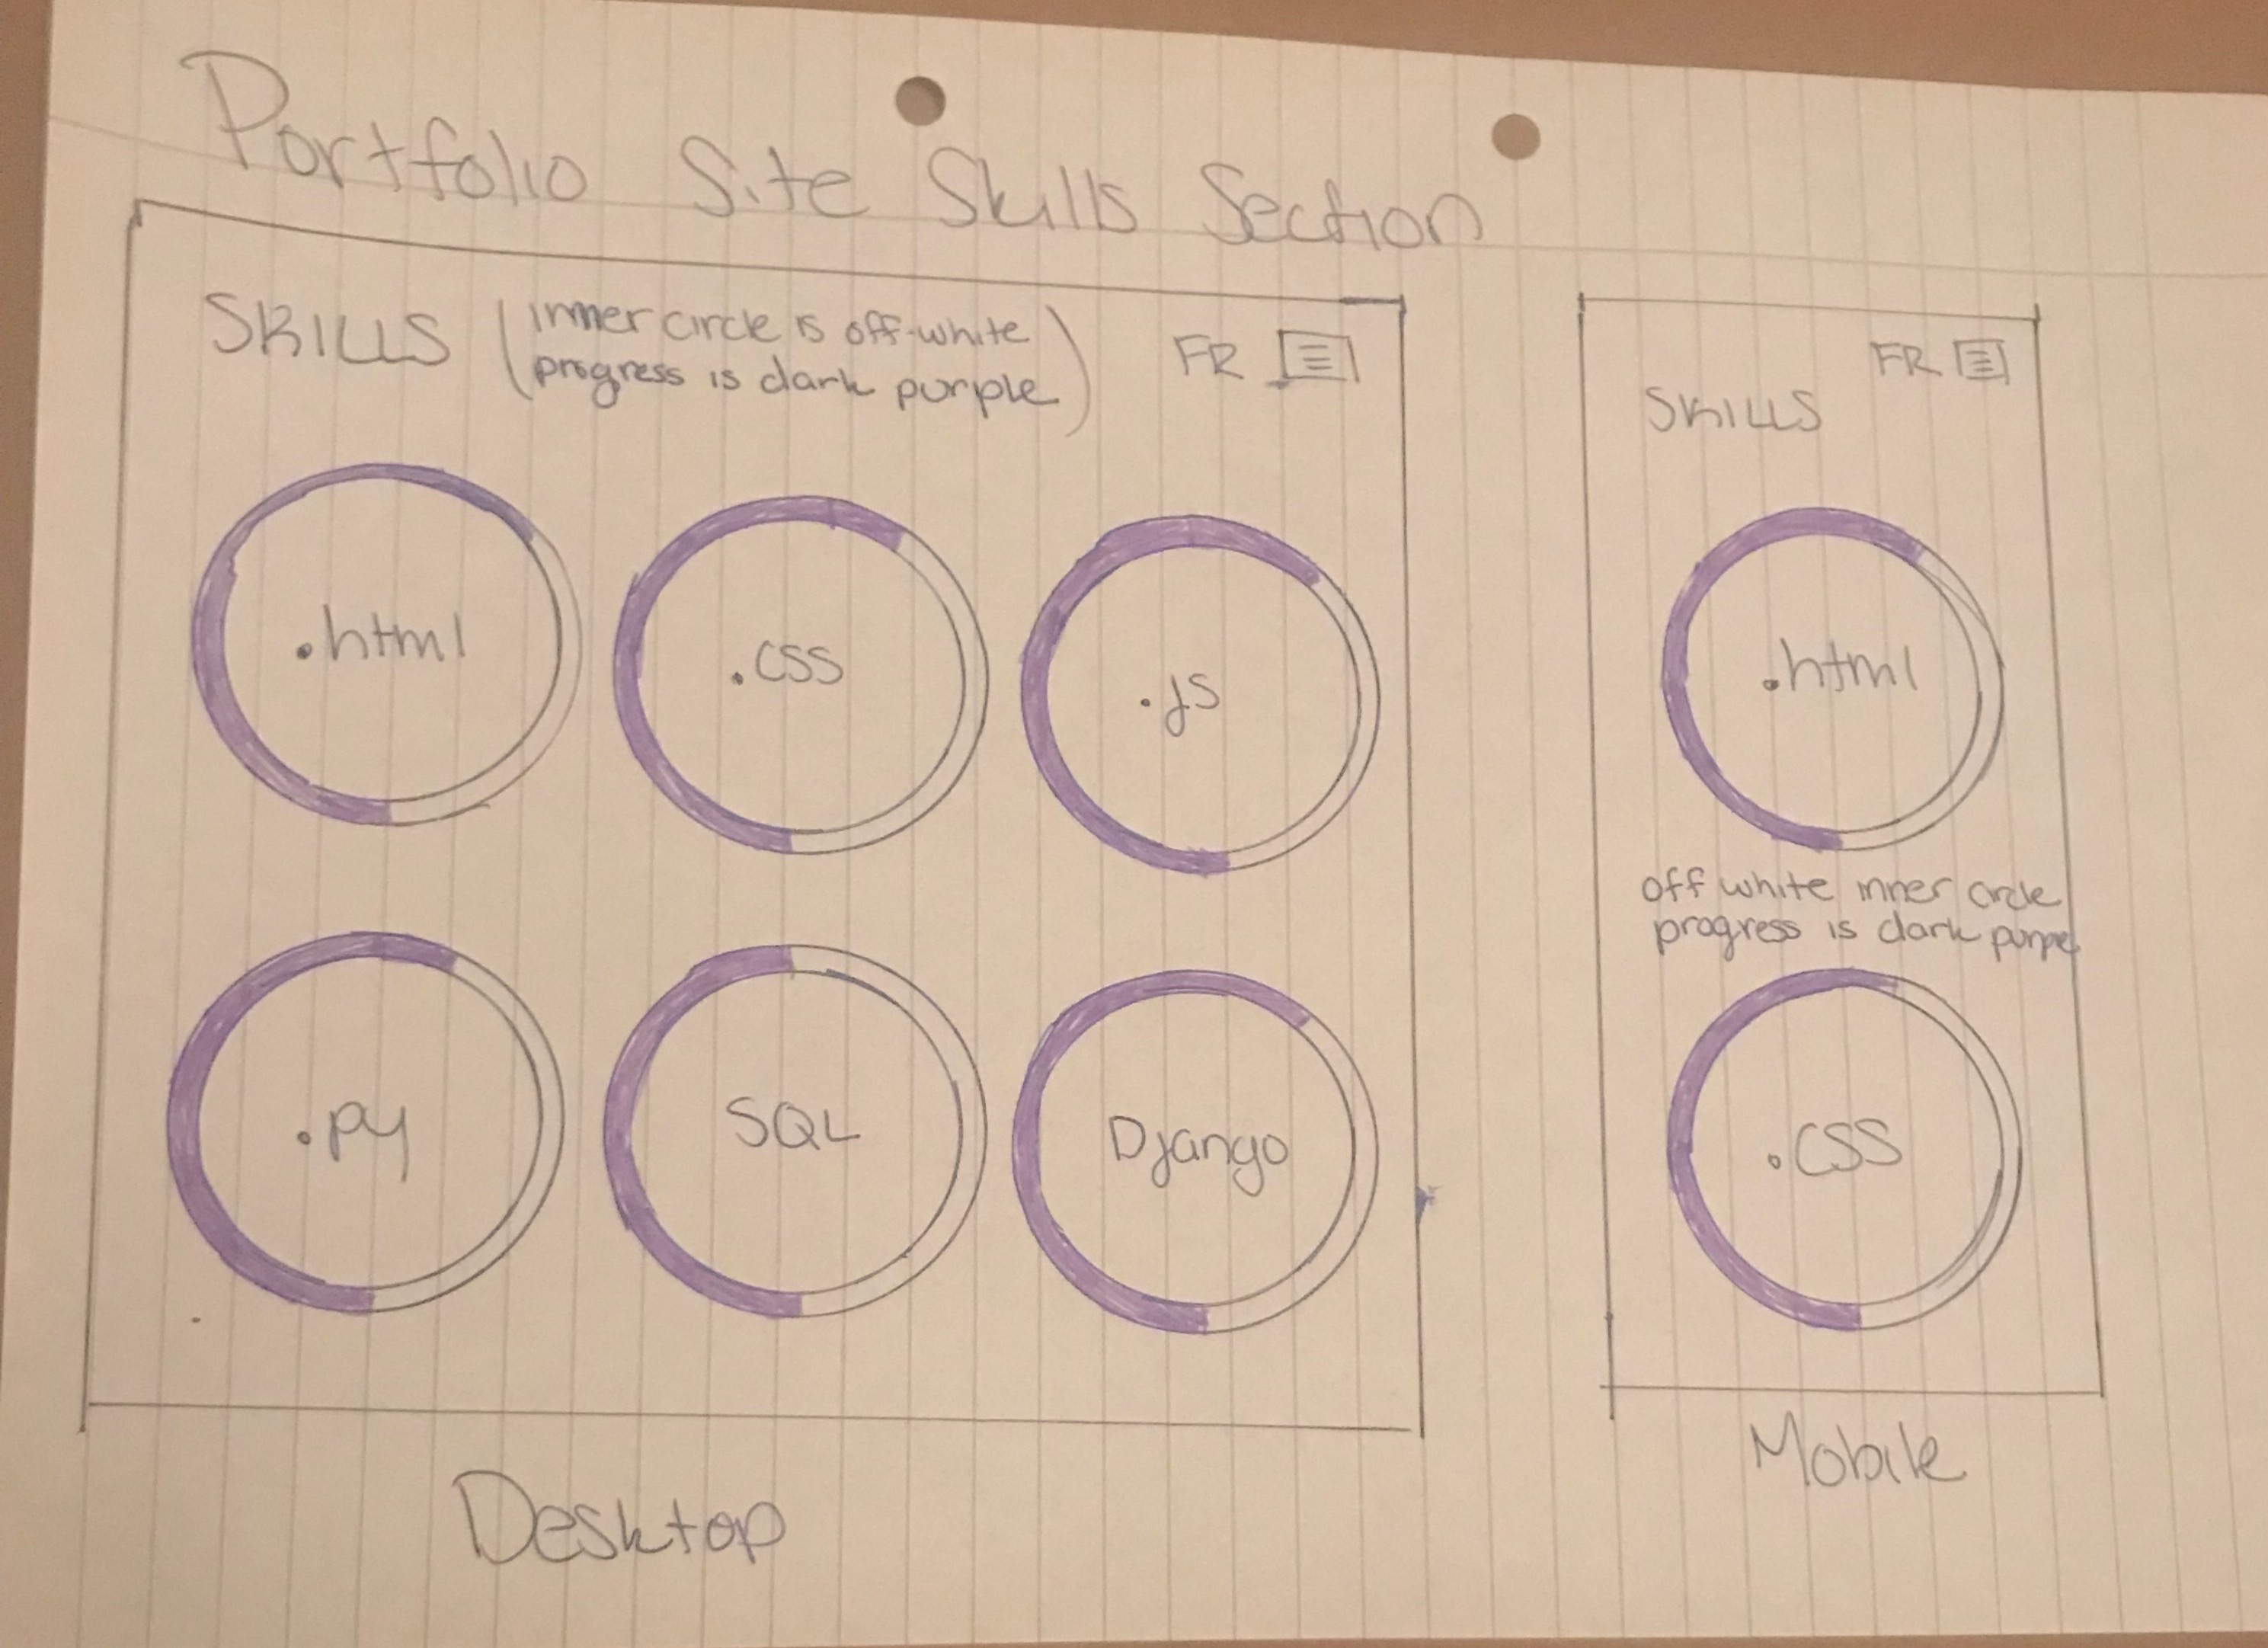 Portfolio Site Skills Section
SKILLS (inner circle is off-white
progress is dark purple)
FR
.html
.css
.js
.py
SQL
Django
Desktop
FR
SKILLS
.html
off white inner circle
progress is dark purple
.CSS
Mobile